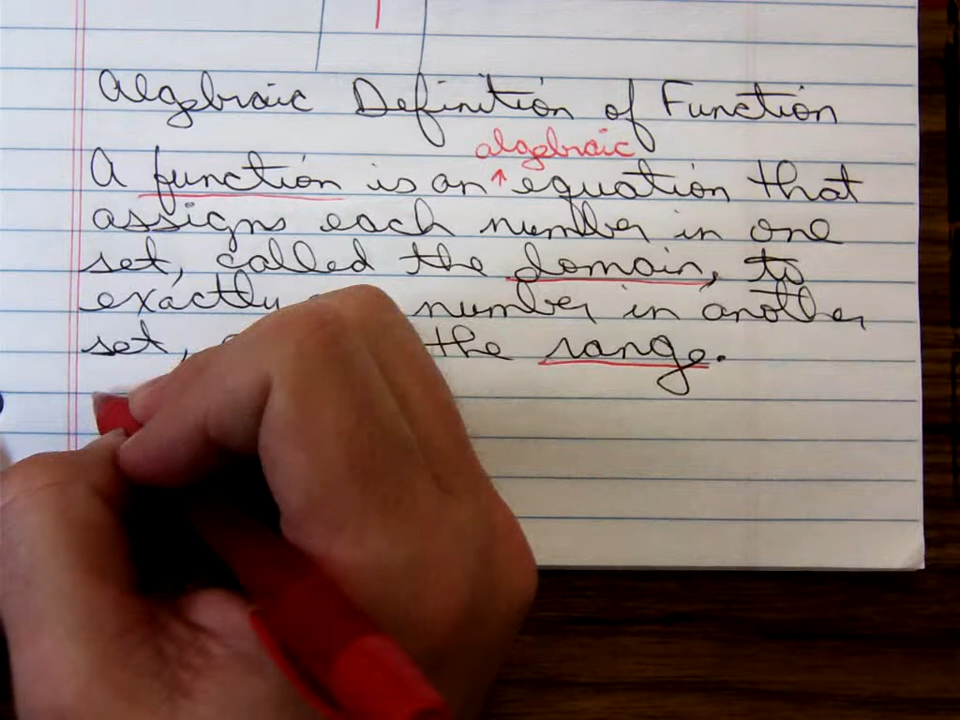 Algebraic Definition of Function
algebraic
A function is an ↑ equation that
assigns each number in one
set, called the domain, to
exactly number in another
set, the range.